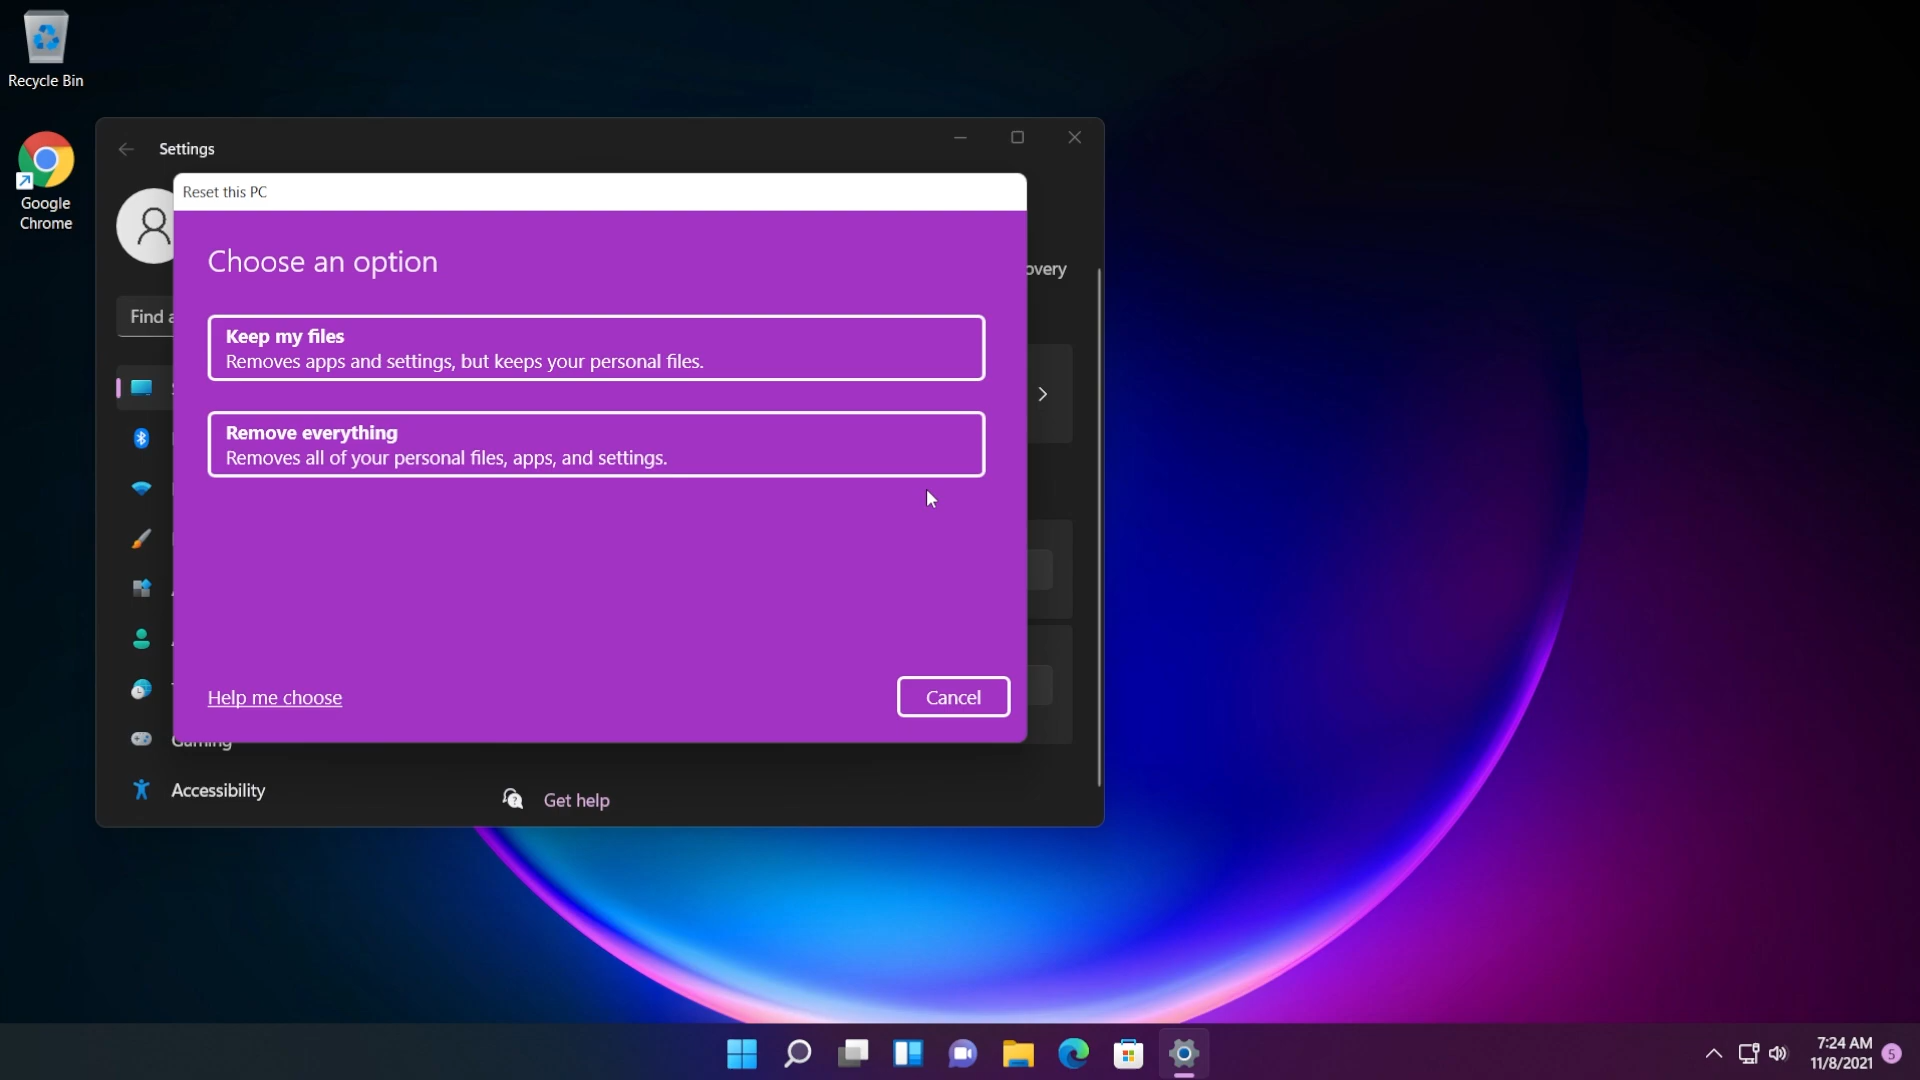 Recycle Bin
Google
Chrome
Settings
Reset this PC
Choose an option
overy
Find a
Keep my files
Removes apps and settings, but keeps your personal files.
Remove everything
Removes all of your personal files, apps, and settings.
Help me choose
Cancel
Gaming
Accessibility
Get help
7:24 AM
11/8/2021
5